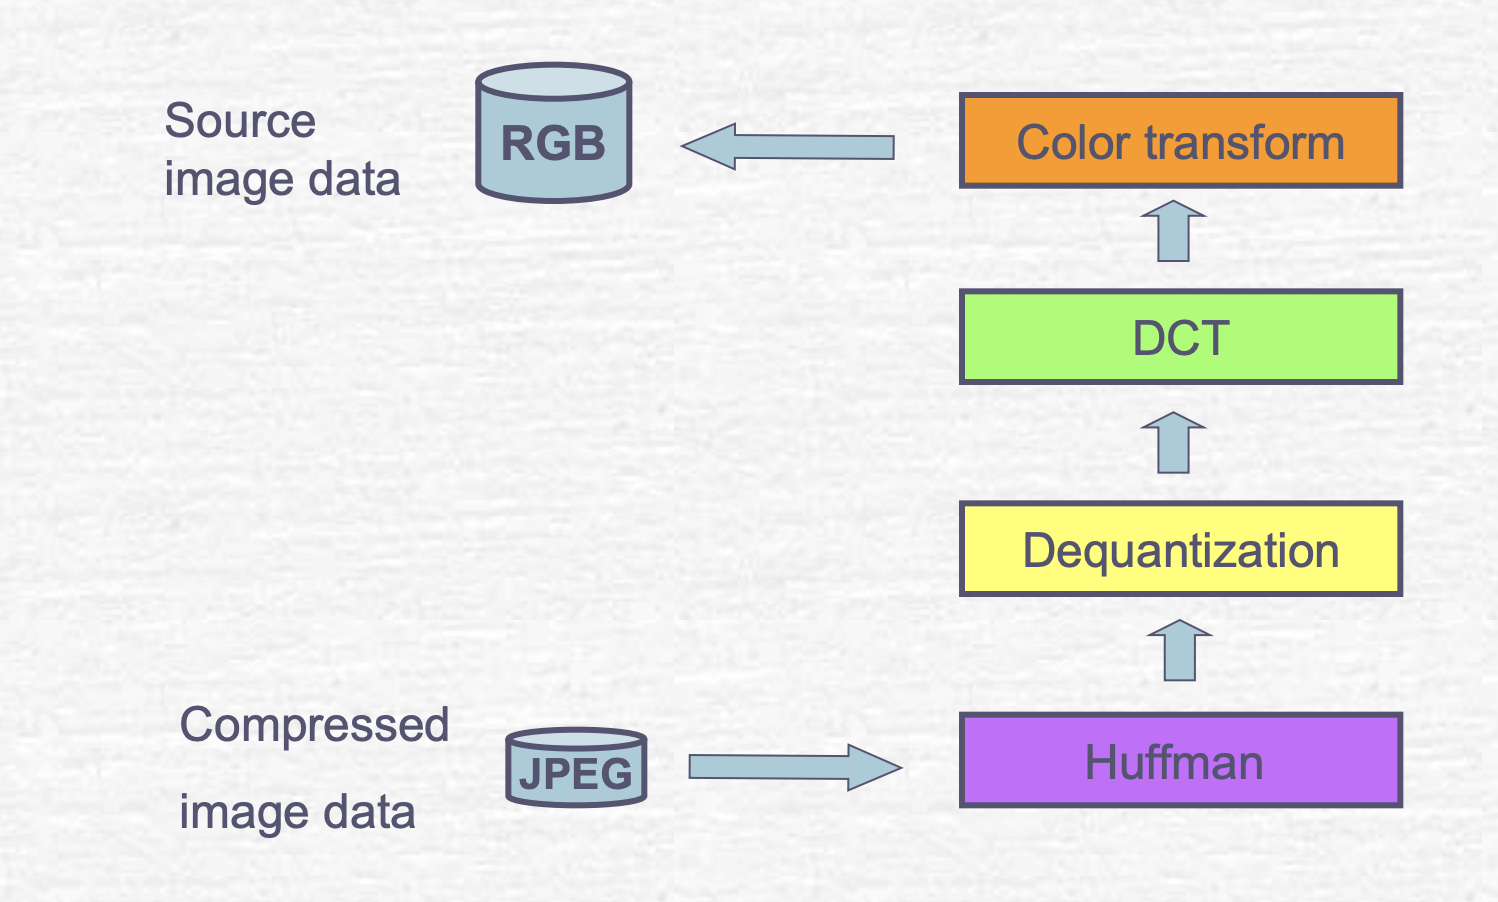 Source
image data
RGB
Color transform
DCT
Dequantization
Compressed
image data
JPEG
Huffman